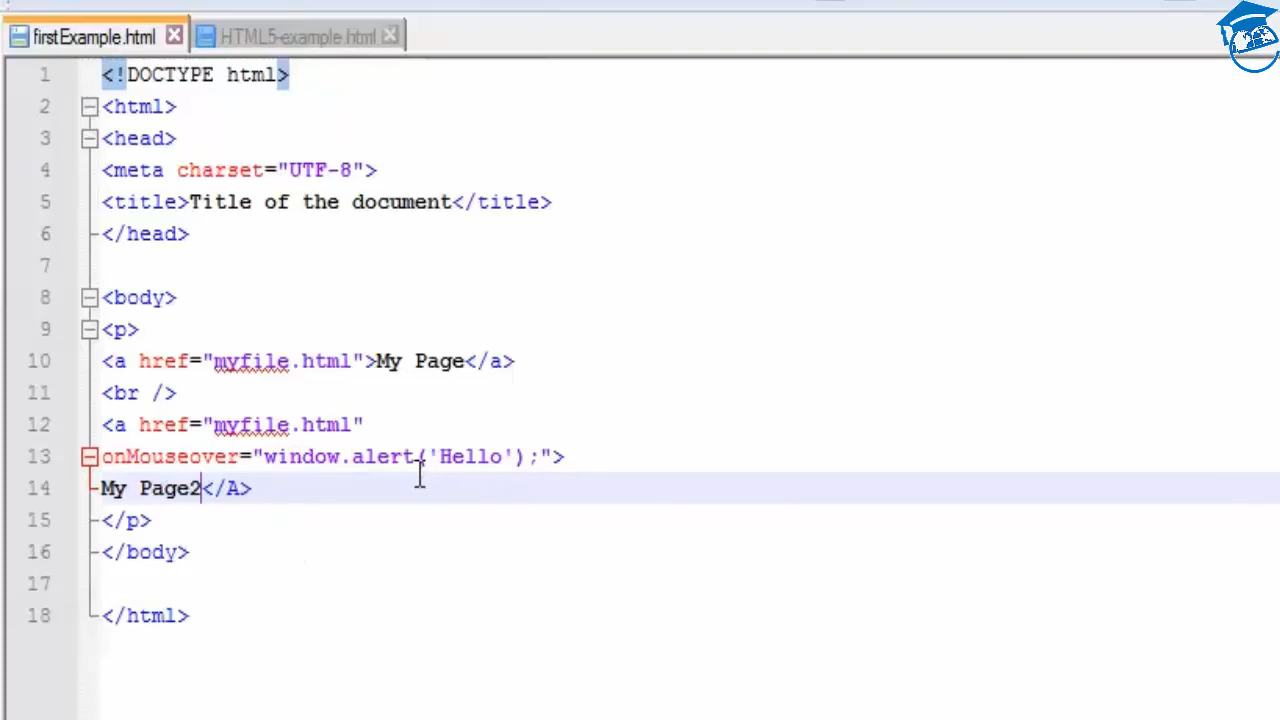 firstExample.html HTML5-example.html
1 <!DOCTYPE html>
2 <html>
3 <head>
4 <meta charset="UTF-8">
5 <title>Title of the document</title>
6 </head>
7
8 <body>
9 <p>
10 <a href="myfile.html">My Page</a>
11 <br />
12 <a href="myfile.html"
13 onMouseover="window.alert('Hello');">
14 My Page2</A>
15 </p>
16 </body>
17
18 </html>